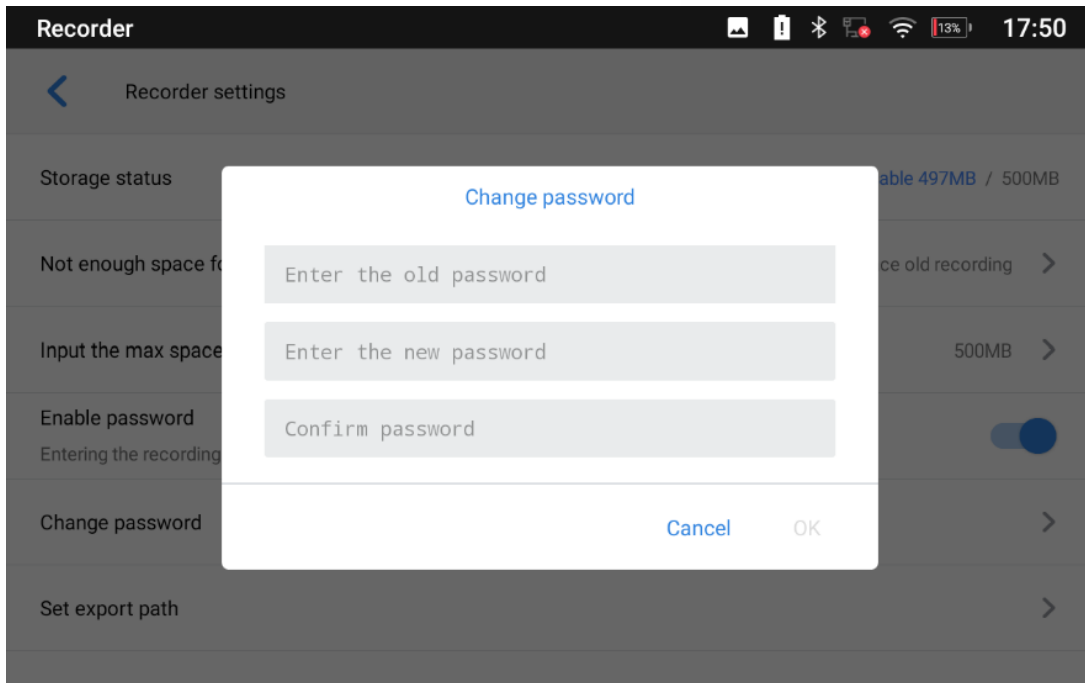 Recorder 13% 17:50
Recorder settings
Storage status able 497MB / 500MB
Change password
Not enough space fo ce old recording
Enter the old password
Input the max space 500MB
Enter the new password
Enable password
Entering the recording
Confirm password
Change password
Cancel OK
Set export path